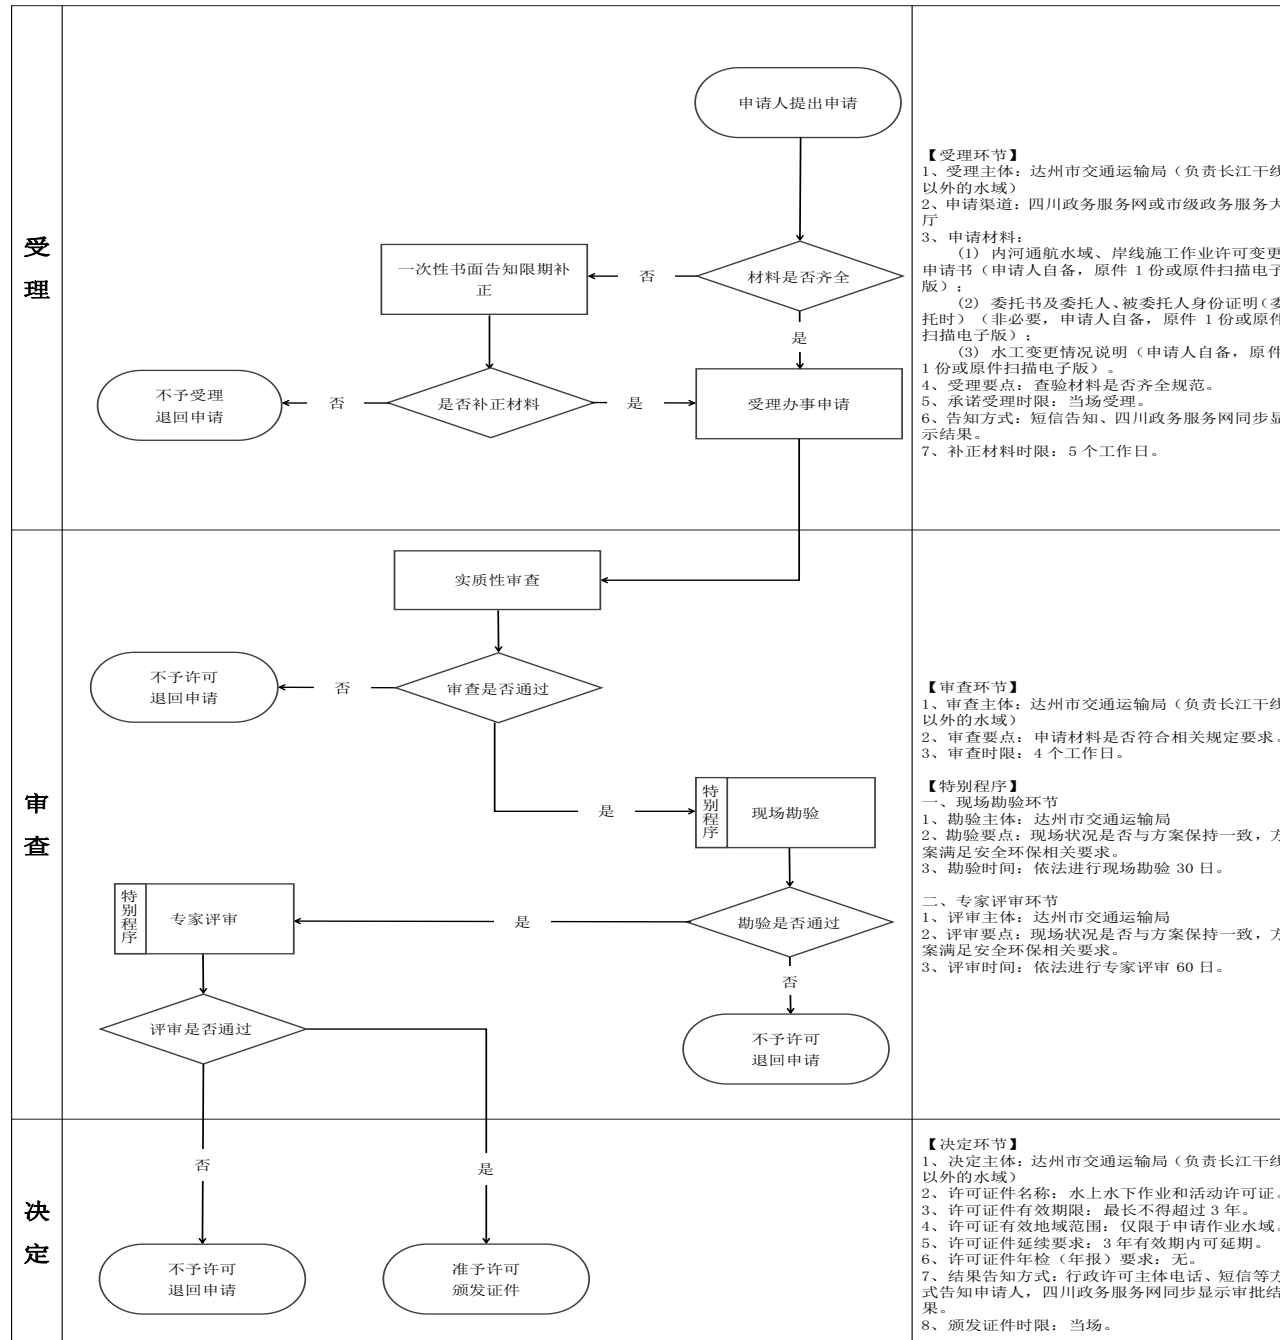 受
理
申请人提出申请
一次性书面告知限期补
正
否
材料是否齐全
是
不予受理
退回申请
否
是否补正材料
是
受理办事申请
【受理环节】
1、受理主体：达州市交通运输局（负责长江干线
以外的水域）
2、申请渠道：四川政务服务网或市级政务服务大
厅
3、申请材料：
（1）内河通航水域、岸线施工作业许可变更
申请书（申请人自备，原件 1 份或原件扫描电子
版）；
（2）委托书及委托人、被委托人身份证明（委
托时）（非必要，申请人自备，原件 1 份或原件
扫描电子版）；
（3）水工变更情况说明（申请人自备，原件
1 份或原件扫描电子版）。
4、受理要点：查验材料是否齐全规范。
5、承诺受理时限：当场受理。
6、告知方式：短信告知、四川政务服务网同步显
示结果。
7、补正材料时限：5 个工作日。
审
查
实质性审查
不予许可
退回申请
否
审查是否通过
是
特别程序
现场勘验
特别程序
专家评审
是
勘验是否通过
否
评审是否通过
不予许可
退回申请
【审查环节】
1、审查主体：达州市交通运输局（负责长江干线
以外的水域）
2、审查要点：申请材料是否符合相关规定要求。
3、审查时限：4 个工作日。
【特别程序】
一、现场勘验环节
1、勘验主体：达州市交通运输局
2、勘验要点：现场状况是否与方案保持一致，方
案满足安全环保相关要求。
3、勘验时间：依法进行现场勘验 30 日。
二、专家评审环节
1、评审主体：达州市交通运输局
2、评审要点：现场状况是否与方案保持一致，方
案满足安全环保相关要求。
3、评审时间：依法进行专家评审 60 日。
决
定
否
是
不予许可
退回申请
准予许可
颁发证件
【决定环节】
1、决定主体：达州市交通运输局（负责长江干线
以外的水域）
2、许可证件名称：水上水下作业和活动许可证。
3、许可证件有效期限：最长不得超过 3 年。
4、许可证有效地域范围：仅限于申请作业水域。
5、许可证件延续要求：3 年有效期内可延期。
6、许可证件年检（年报）要求：无。
7、结果告知方式：行政许可主体电话、短信等方
式告知申请人，四川政务服务网同步显示审批结
果。
8、颁发证件时限：当场。